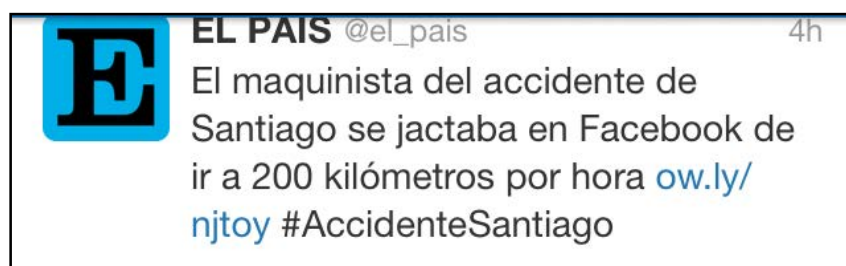 E
EL PAIS @el_pais 4h
El maquinista del accidente de
Santiago se jactaba en Facebook de
ir a 200 kilómetros por hora ow.ly/
njtoy #AccidenteSantiago